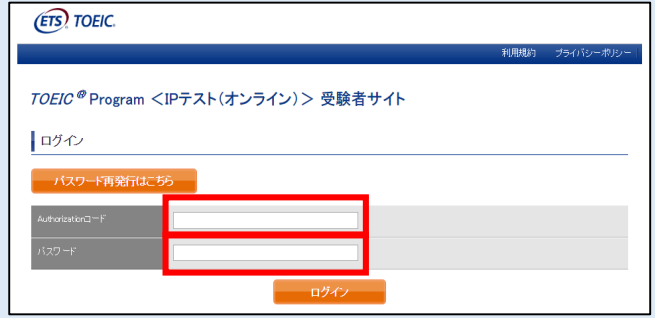 ETS TOEIC.
利用規約 プライバシーポリシー
TOEIC® Program ＜IPテスト（オンライン）＞ 受験者サイト
ログイン
パスワード再発行はこちら
Authorizationコード
パスワード
ログイン